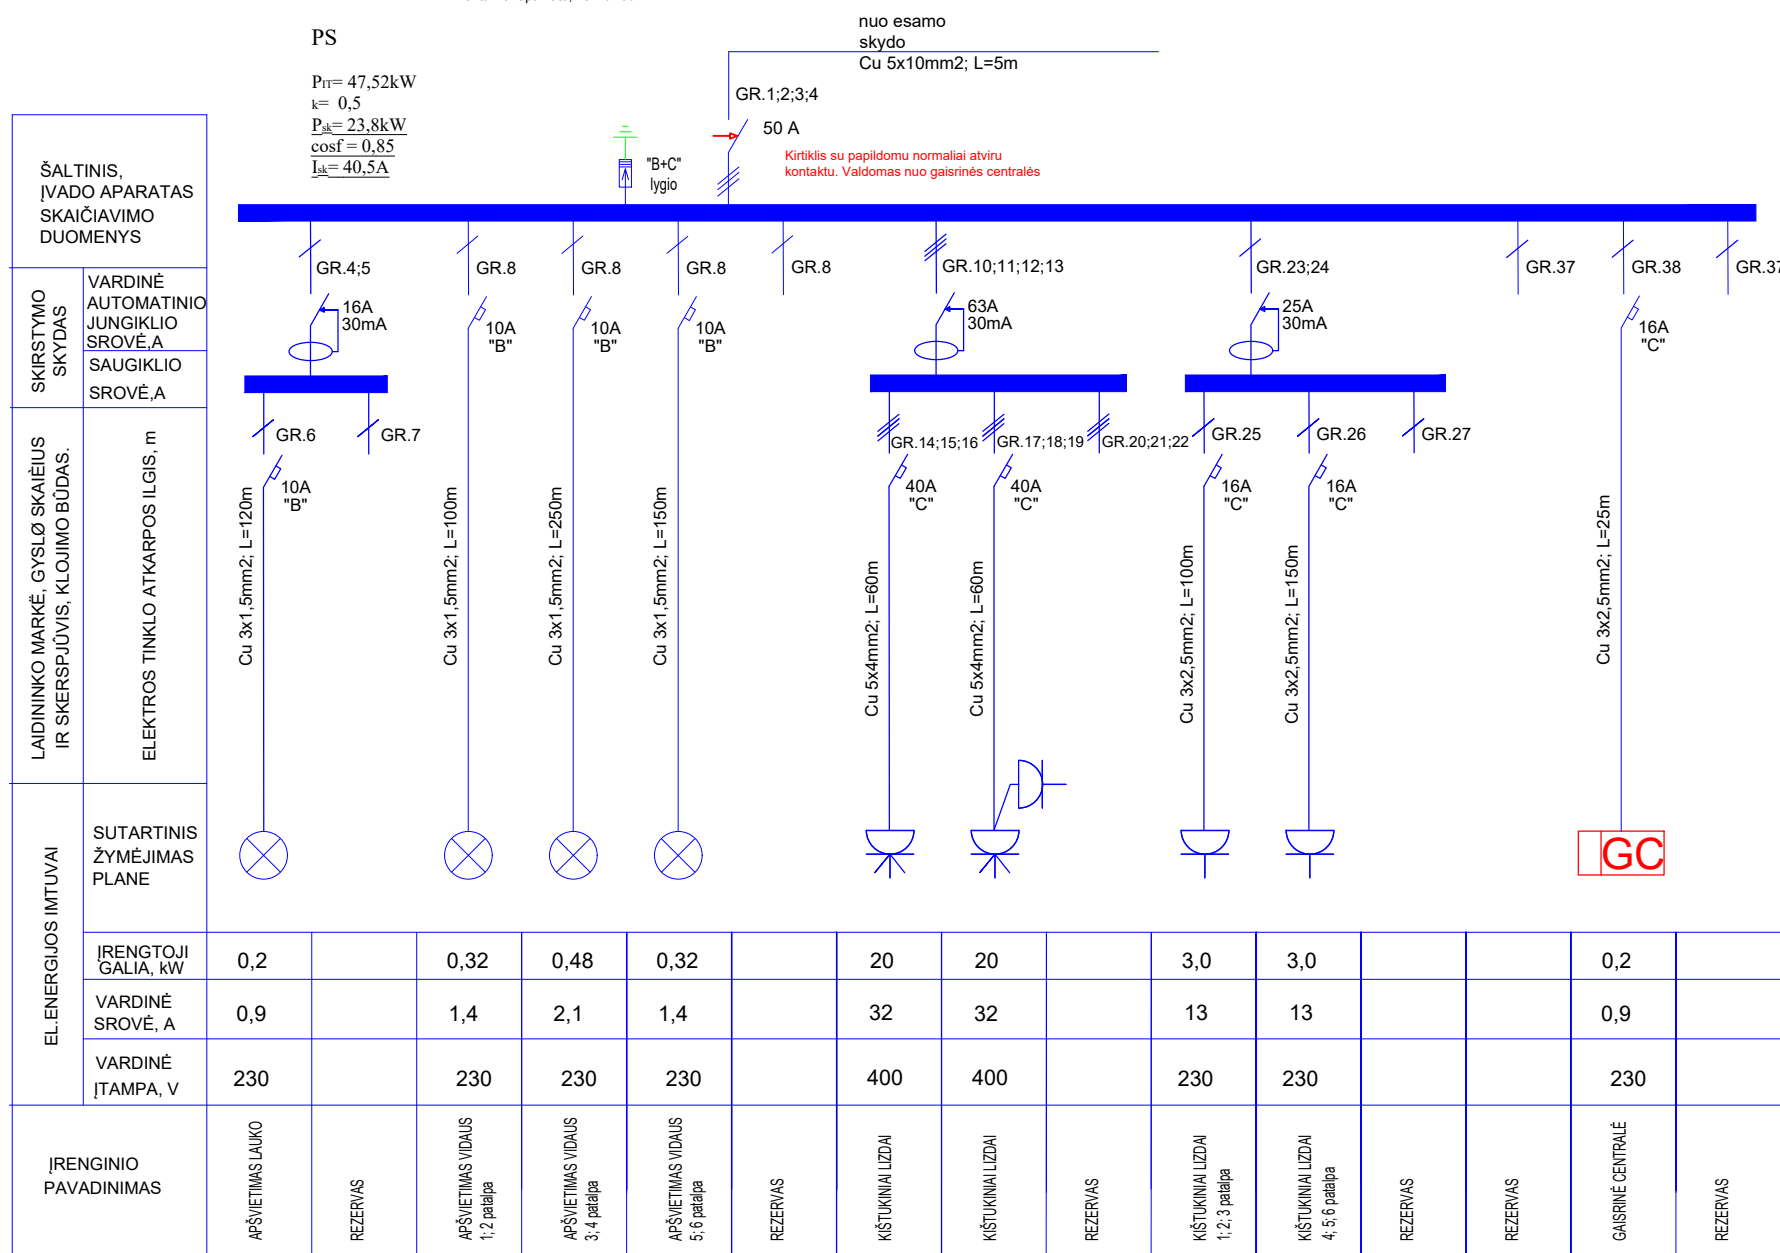 PS
PIT= 47,52kW
k= 0,5
Psk= 23,8kW
cosf = 0,85
Isk= 40,5A
nuo esamo
skydo
Cu 5x10mm2; L=5m
GR.1;2;3;4
50 A
Kirtiklis su papildomu normaliai atviru
kontaktu. Valdomas nuo gaisrinės centralės
"B+C"
lygio
ŠALTINIS,
ĮVADO APARATAS
SKAIČIAVIMO
DUOMENYS
SKIRSTYMO
SKYDAS
VARDINĖ
AUTOMATINIO
JUNGIKLIO
SROVĖ,A
SAUGIKLIO
SROVĖ,A
GR.4;5
16A
30mA
GR.8
10A
"B"
GR.8
10A
"B"
GR.8
10A
"B"
GR.8
GR.10;11;12;13
63A
30mA
GR.23;24
25A
30mA
GR.37
GR.38
16A
"C"
GR.37
LAIDININKO MARKĖ, GYSLØ SKAIÈIUS
IR SKERSPJŪVIS, KLOJIMO BŪDAS.
ELEKTROS TINKLO ATKARPOS ILGIS, m
GR.6
10A
"B"
GR.7
GR.14;15;16
40A
"C"
GR.17;18;19
40A
"C"
GR.20;21;22
GR.25
16A
"C"
GR.26
16A
"C"
GR.27
Cu 3x1,5mm2; L=120m
Cu 3x1,5mm2; L=100m
Cu 3x1,5mm2; L=250m
Cu 3x1,5mm2; L=150m
Cu 5x4mm2; L=60m
Cu 5x4mm2; L=60m
Cu 3x2,5mm2; L=100m
Cu 3x2,5mm2; L=150m
Cu 3x2,5mm2; L=25m
EL.ENERGIJOS IMTUVAI
SUTARTINIS
ŽYMĖJIMAS
PLANE
GC
ĮRENGTOJI
GALIA, kW
0,2 0,32 0,48 0,32 20 20 3,0 3,0 0,2
VARDINĖ
SROVĖ, A
0,9 1,4 2,1 1,4 32 32 13 13 0,9
VARDINĖ
ĮTAMPA, V
230 230 230 230 400 400 230 230 230
ĮRENGINIO
PAVADINIMAS
APŠVIETIMAS LAUKO
REZERVAS
APŠVIETIMAS VIDAUS
1; 2 patalpa
APŠVIETIMAS VIDAUS
3; 4 patalpa
APŠVIETIMAS VIDAUS
5; 6 patalpa
REZERVAS
KIŠTUKINIAI LIZDAI
KIŠTUKINIAI LIZDAI
REZERVAS
KIŠTUKINIAI LIZDAI
1; 2; 3 patalpa
KIŠTUKINIAI LIZDAI
4; 5; 6 patalpa
REZERVAS
REZERVAS
GAISRINĖ CENTRALĖ
REZERVAS